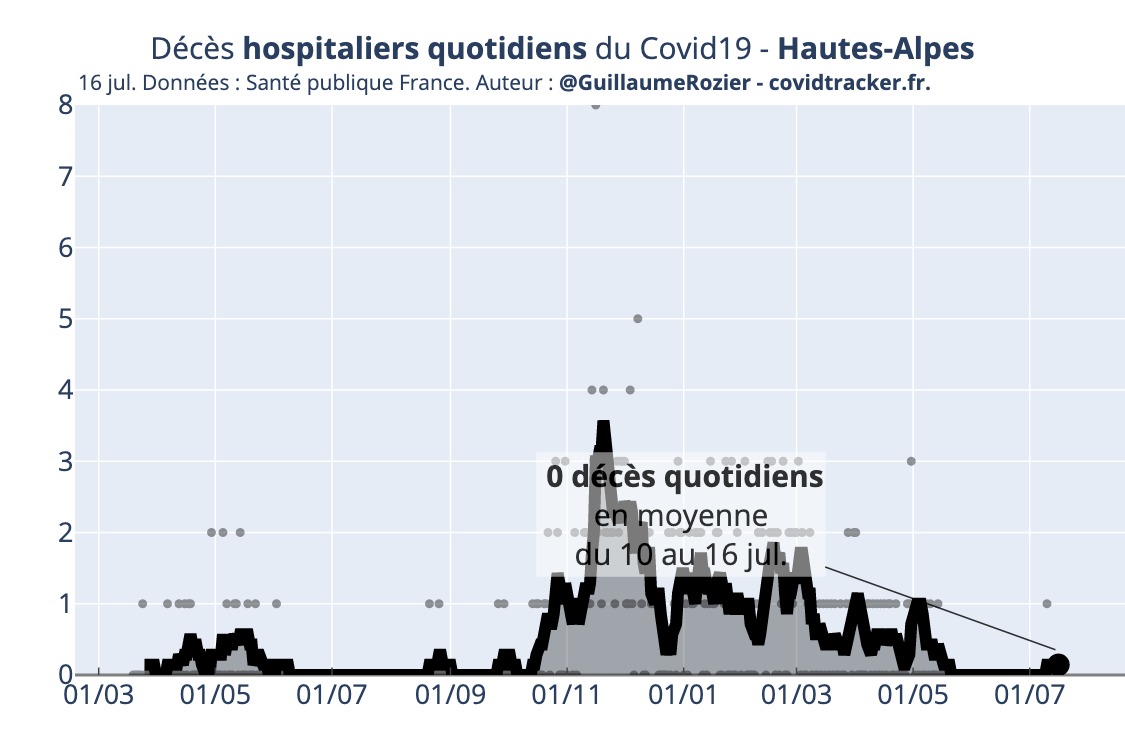 Décès hospitaliers quotidiens du Covid19 - Hautes-Alpes
16 jul. Données : Santé publique France. Auteur : @GuillaumeRozier - covidtracker.fr.
8
7
6
5
4
3
2
1
0
0 décès quotidiens
en moyenne
du 10 au 16 jul.
01/03 01/05 01/07 01/09 01/11 01/01 01/03 01/05 01/07